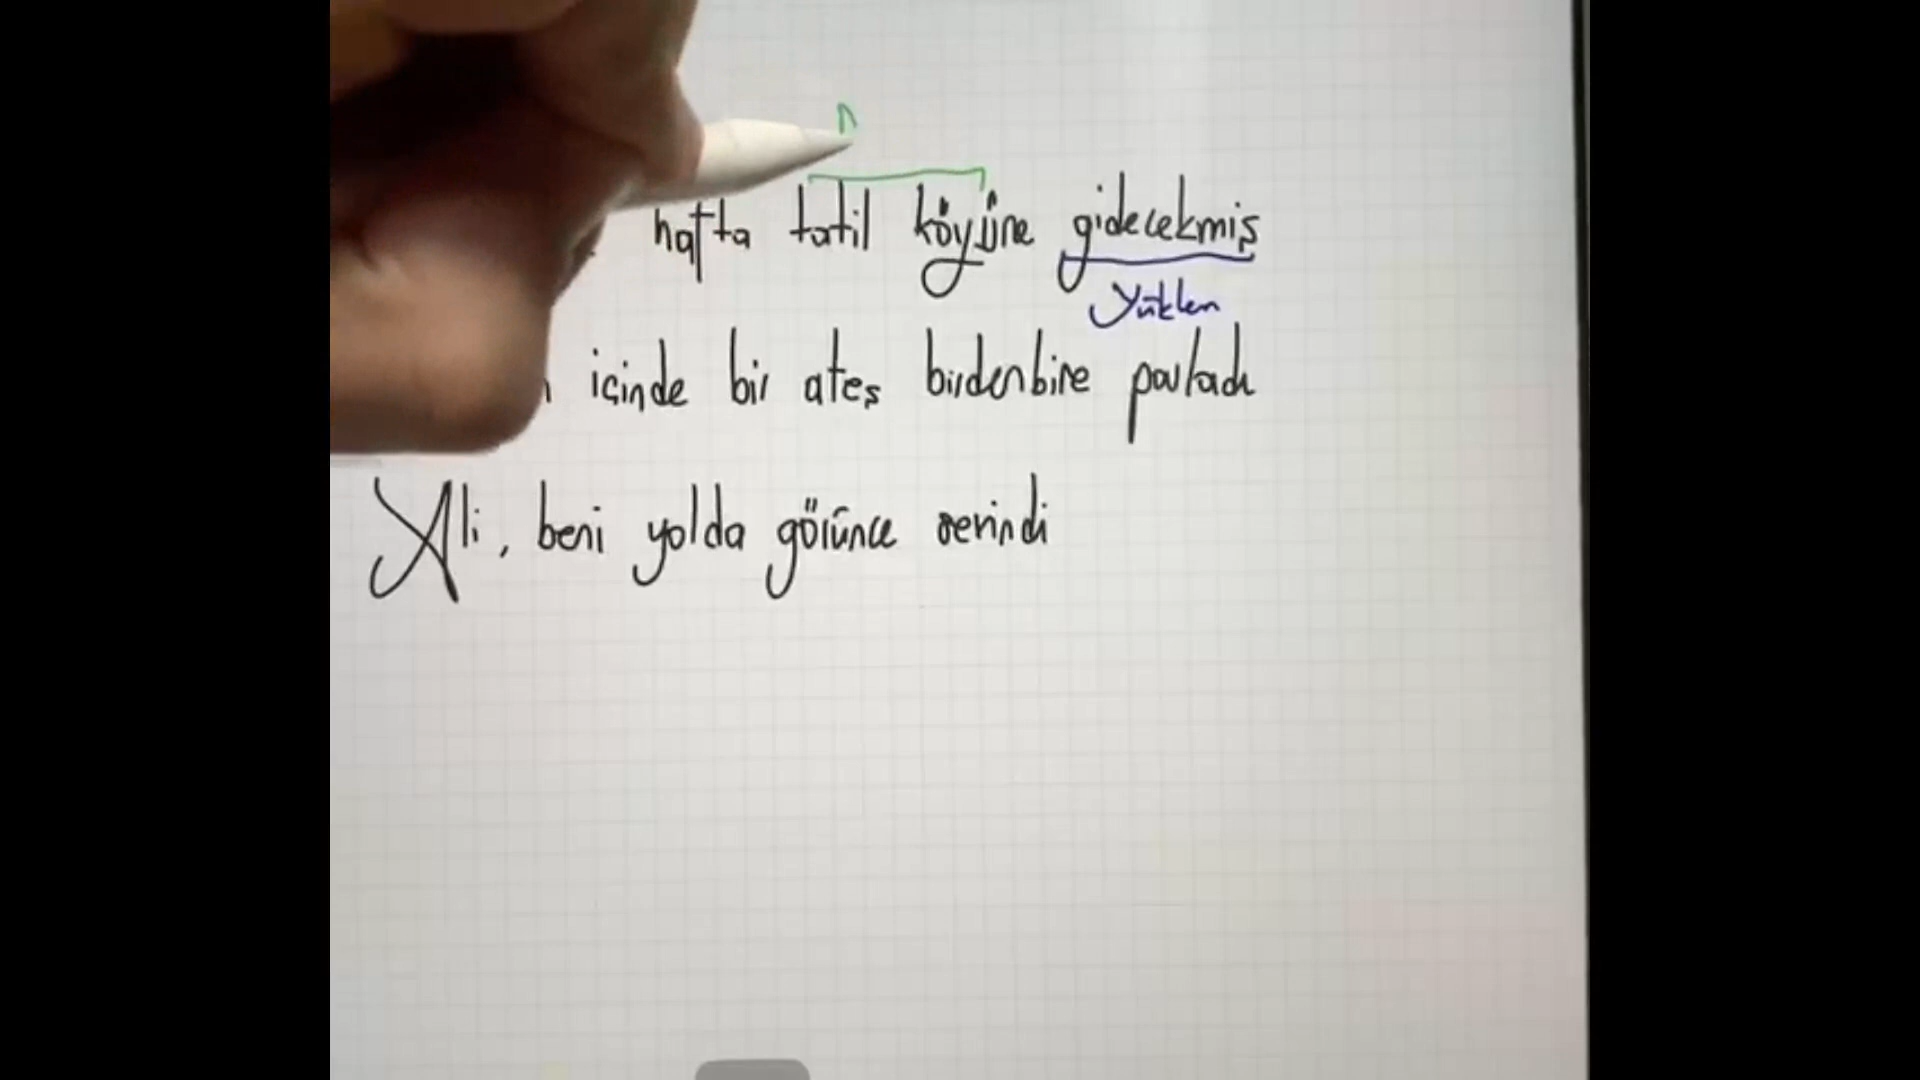 hafta tatil köyüne gidecekmiş
Yüklem
içinde bir ateş birdenbire parladı
Ali, beni yolda görünce sevindi